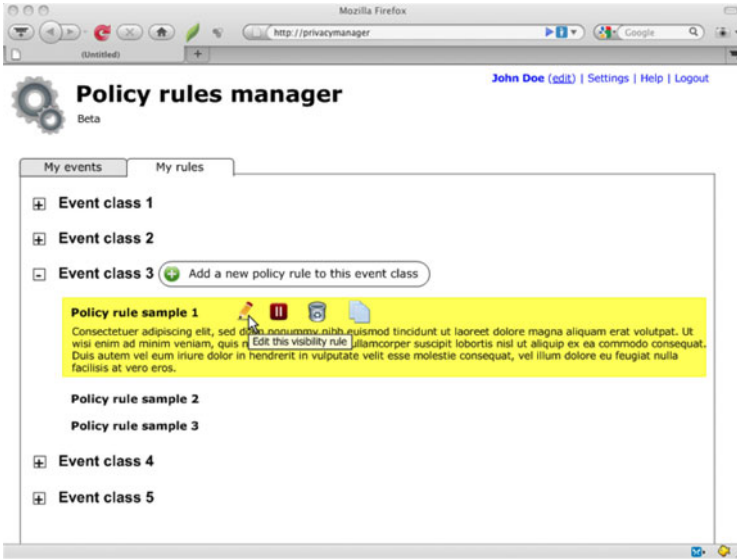 Mozilla Firefox
http://privacymanager
Google
(Untitled)
John Doe (edit) | Settings | Help | Logout
Policy rules manager
Beta
My events
My rules
Event class 1
Event class 2
Event class 3
Add a new policy rule to this event class
Policy rule sample 1
Consectetuer adipiscing elit, sed diam nonummy nibh euismod tincidunt ut laoreet dolore magna aliquam erat volutpat. Ut
wisi enim ad minim veniam, quis n
Edit this visibility rule
ullamcorper suscipit lobortis nisl ut aliquip ex ea commodo consequat.
Duis autem vel eum iriure dolor in hendrerit in vulputate velit esse molestie consequat, vel illum dolore eu feugiat nulla
facilisis at vero eros.
Policy rule sample 2
Policy rule sample 3
Event class 4
Event class 5